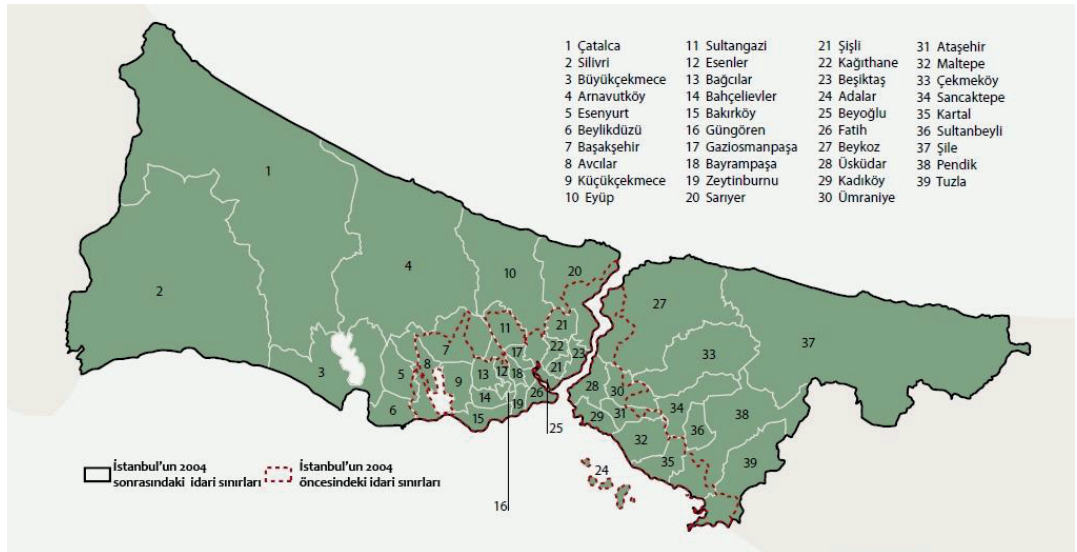 1 Çatalca
2 Silivri
3 Büyükçekmece
4 Arnavutköy
5 Esenyurt
6 Beylikdüzü
7 Başakşehir
8 Avcılar
9 Küçükçekmece
10 Eyüp
11 Sultangazi
12 Esenler
13 Bağcılar
14 Bahçelievler
15 Bakırköy
16 Güngören
17 Gaziosmanpaşa
18 Bayrampaşa
19 Zeytinburnu
20 Sarıyer
21 Şişli
22 Kağıthane
23 Beşiktaş
24 Adalar
25 Beyoğlu
26 Fatih
27 Beykoz
28 Üsküdar
29 Kadıköy
30 Ümraniye
31 Ataşehir
32 Maltepe
33 Çekmeköy
34 Sancaktepe
35 Kartal
36 Sultanbeyli
37 Şile
38 Pendik
39 Tuzla
1
2
3
4
5
6
7
8
9
10
11
12
13
14
15
16
17
18
19
20
21
22
21
23
24
25
26
27
28
29
30
31
32
33
34
35
36
37
38
39
İstanbul'un 2004
sonrasındaki idari sınırları
İstanbul'un 2004
öncesindeki idari sınırları